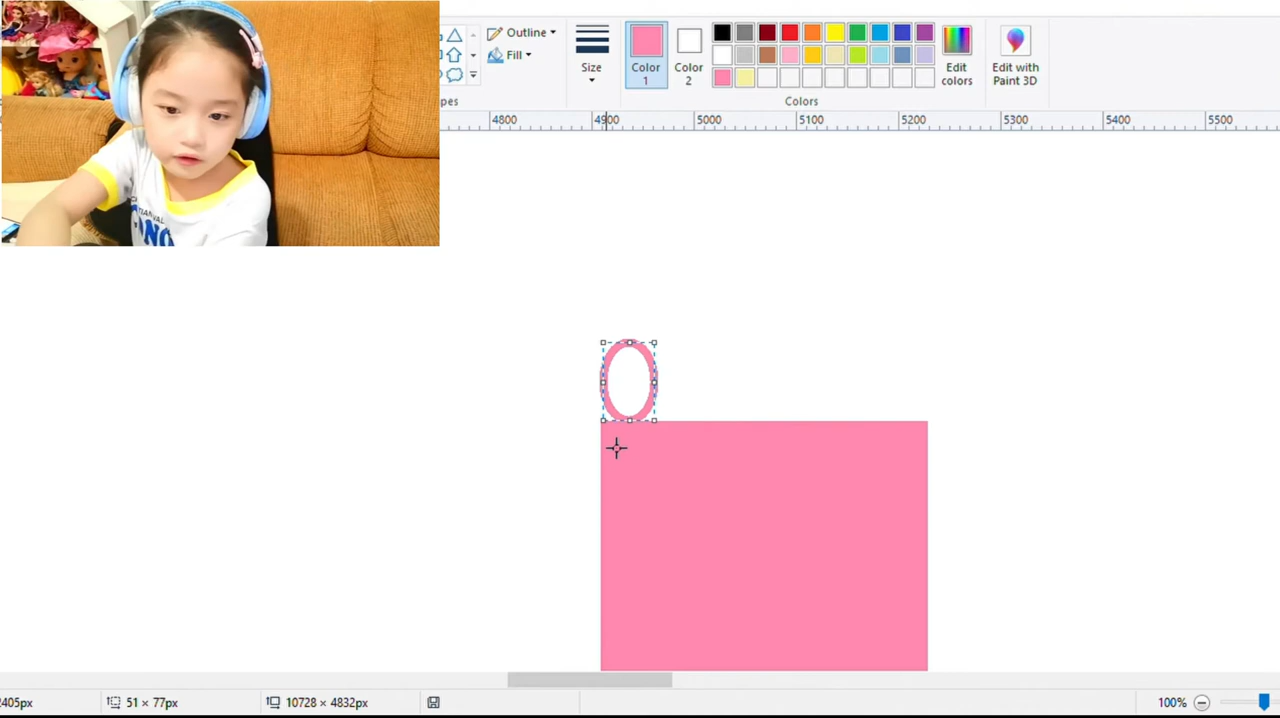 Outline
Fill
Size
Color
1
Color
2
Edit
colors
Edit with
Paint 3D
pes
Colors
4800
4900
5000
5100
5200
5300
5400
5500
2405px
51 × 77px
10728 × 4832px
100%